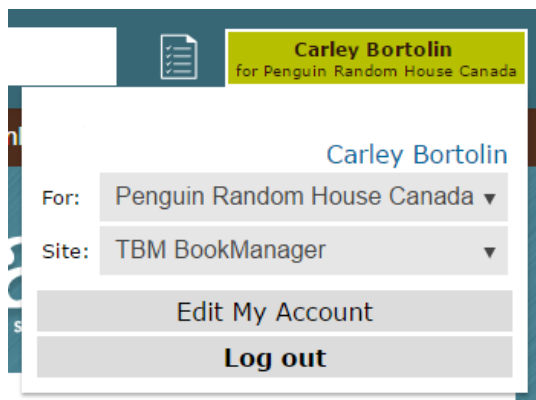 Carley Bortolin
for Penguin Random House Canada
Carley Bortolin
For: Penguin Random House Canada
Site: TBM BookManager
Edit My Account
Log out